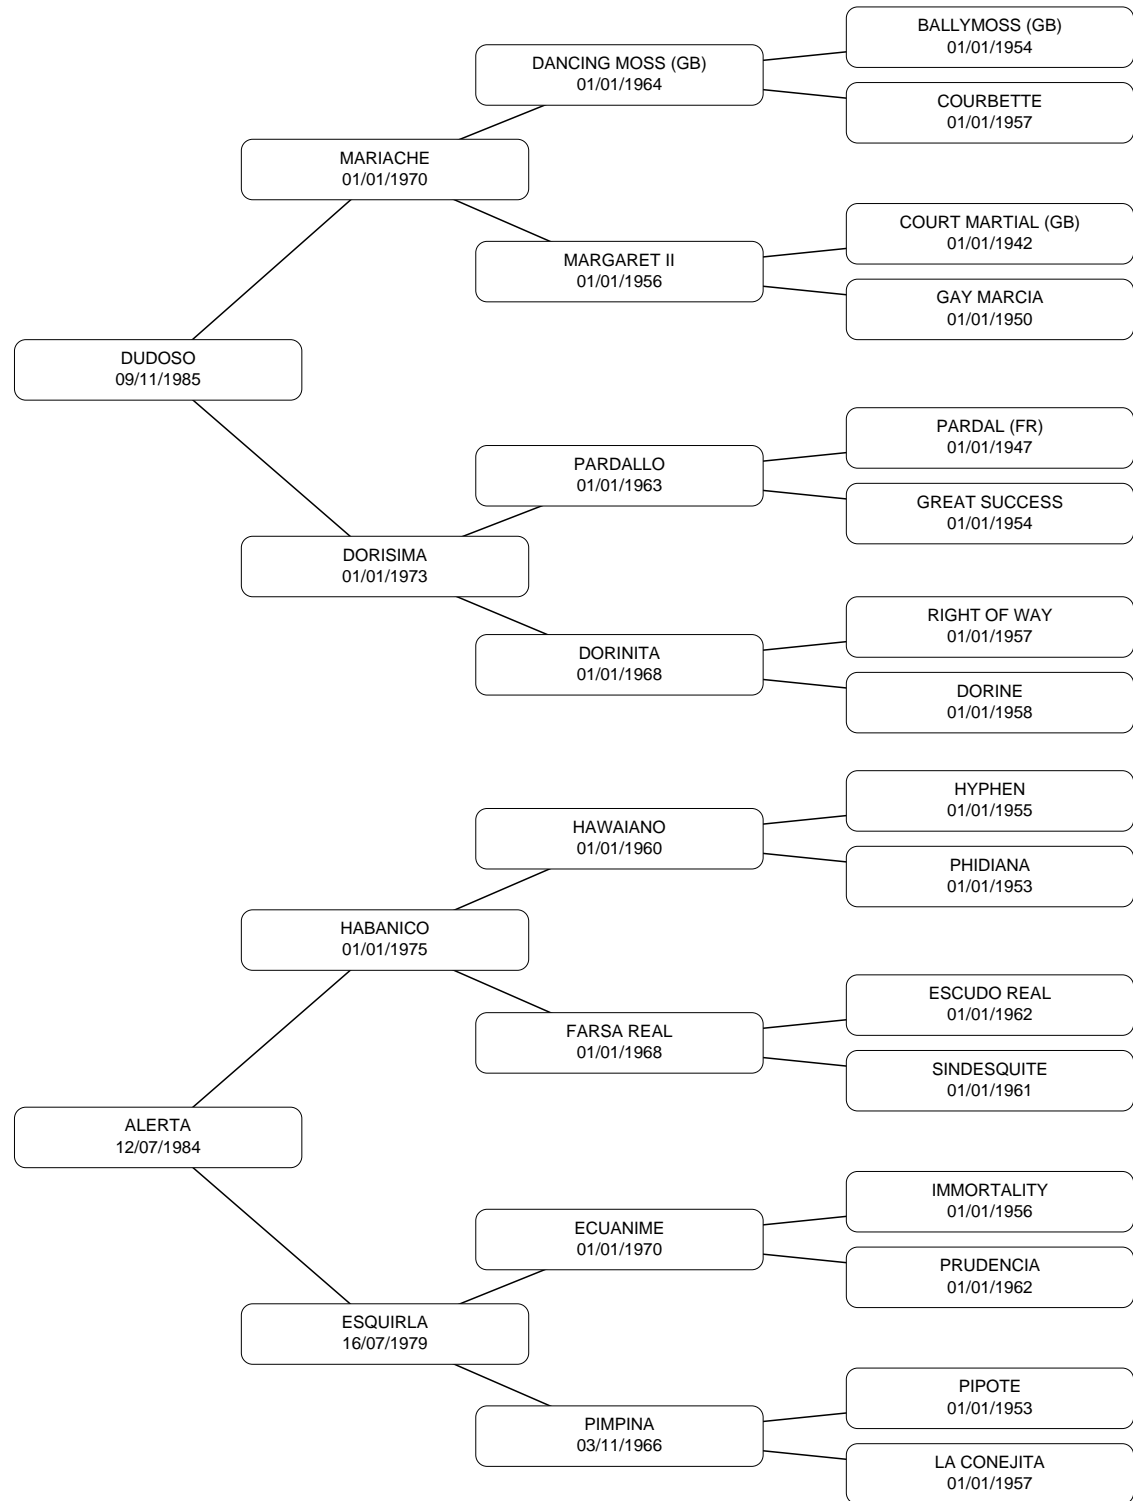 BALLYMOSS (GB)
01/01/1954
DANCING MOSS (GB)
01/01/1964
COURBETTE
01/01/1957
MARIACHE
01/01/1970
COURT MARTIAL (GB)
01/01/1942
MARGARET II
01/01/1956
GAY MARCIA
01/01/1950
DUDOSO
09/11/1985
PARDAL (FR)
01/01/1947
PARDALLO
01/01/1963
GREAT SUCCESS
01/01/1954
DORISIMA
01/01/1973
RIGHT OF WAY
01/01/1957
DORINITA
01/01/1968
DORINE
01/01/1958
HYPHEN
01/01/1955
HAWAIANO
01/01/1960
PHIDIANA
01/01/1953
HABANICO
01/01/1975
ESCUDO REAL
01/01/1962
FARSA REAL
01/01/1968
SINDESQUITE
01/01/1961
ALERTA
12/07/1984
IMMORTALITY
01/01/1956
ECUANIME
01/01/1970
PRUDENCIA
01/01/1962
ESQUIRLA
16/07/1979
PIPOTE
01/01/1953
PIMPINA
03/11/1966
LA CONEJITA
01/01/1957